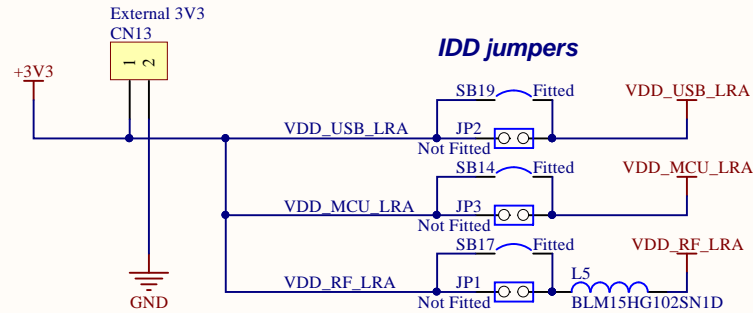 External 3V3
CN13
IDD jumpers
+3V3
1
2
SB19
Fitted
VDD_USB_LRA
VDD_USB_LRA
JP2
Not Fitted
SB14
Fitted
VDD_MCU_LRA
VDD_MCU_LRA
JP3
Not Fitted
SB17
Fitted
VDD_RF_LRA
VDD_RF_LRA
JP1
Not Fitted
L5
BLM15HG102SN1D
GND